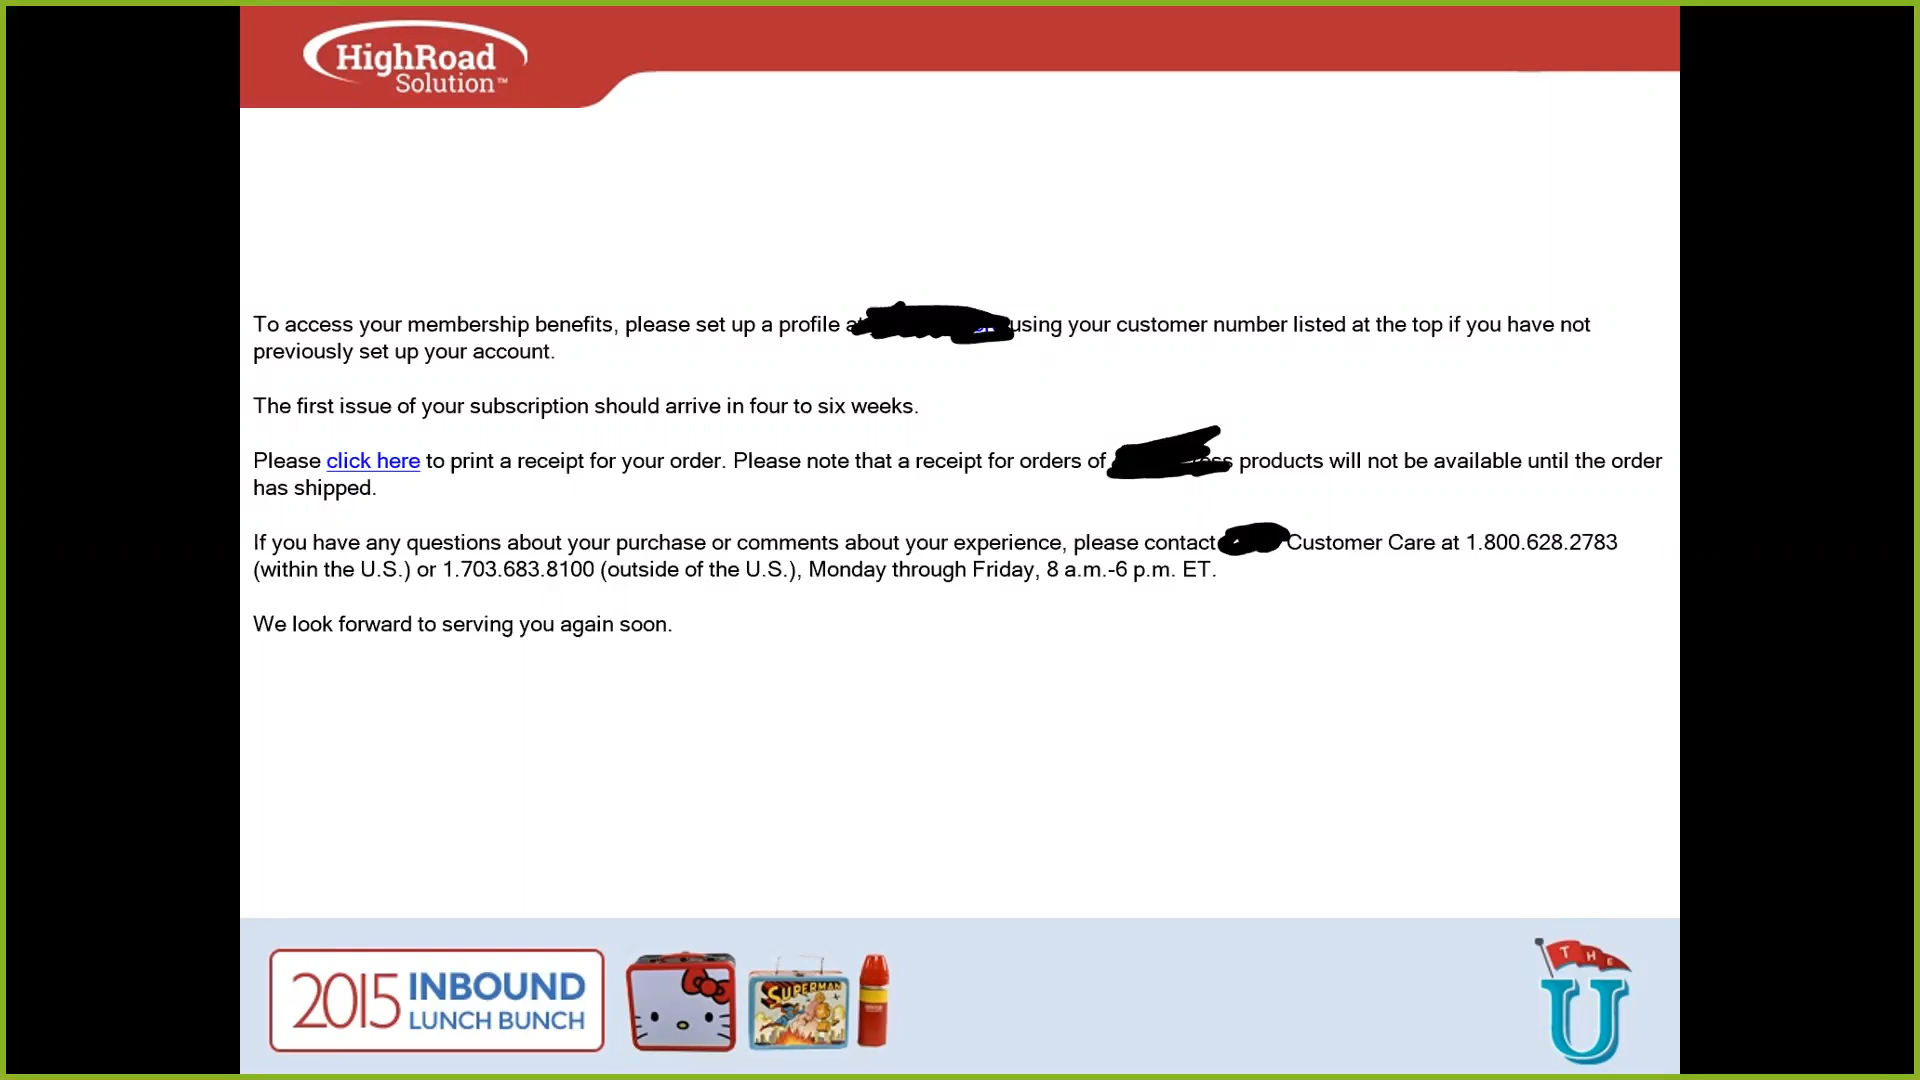 HighRoad
Solution™
To access your membership benefits, please set up a profile using your customer number listed at the top if you have not
previously set up your account.
The first issue of your subscription should arrive in four to six weeks.
Please click here to print a receipt for your order. Please note that a receipt for orders of products will not be available until the order
has shipped.
If you have any questions about your purchase or comments about your experience, please contact Customer Care at 1.800.628.2783
(within the U.S.) or 1.703.683.8100 (outside of the U.S.), Monday through Friday, 8 a.m.-6 p.m. ET.
We look forward to serving you again soon.
2015 INBOUND
LUNCH BUNCH
SUPERMAN
THE
U